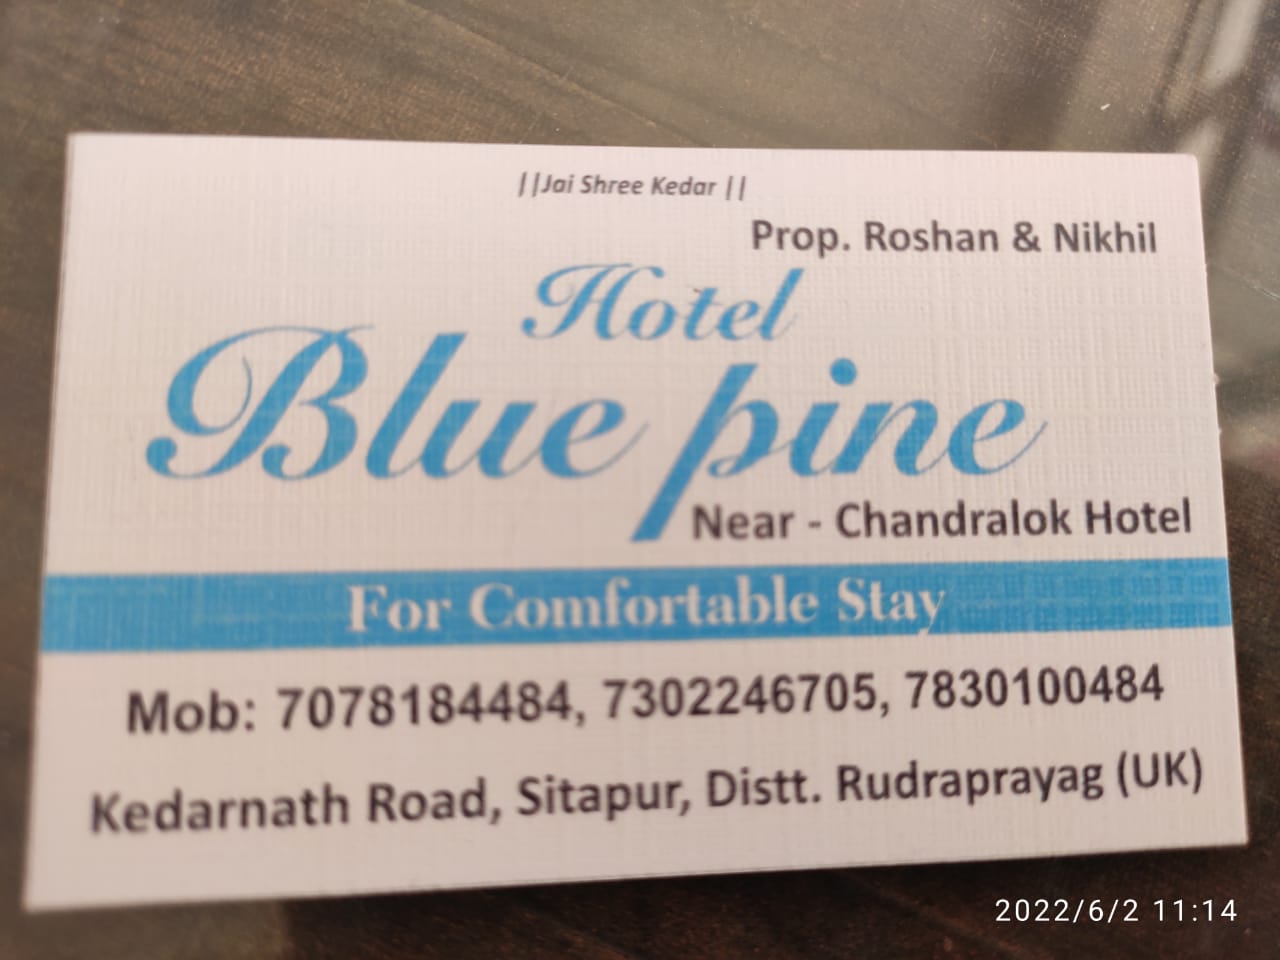 ||Jai Shree Kedar ||
Prop. Roshan & Nikhil
Hotel
Blue pine
Near - Chandralok Hotel
For Comfortable Stay
Mob: 7078184484, 7302246705, 7830100484
Kedarnath Road, Sitapur, Distt. Rudraprayag (UK)
2022/6/2 11:14